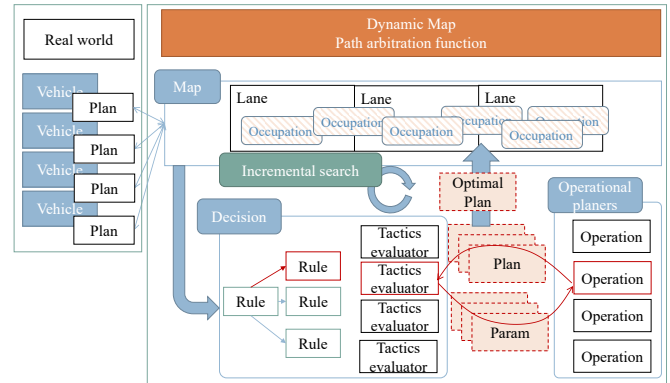 Real world
Vehicle
Plan
Vehicle
Plan
Vehicle
Plan
Vehicle
Plan
Dynamic Map
Path arbitration function
Map
Lane
Lane
Lane
Occupation
Occupation
Occupation
Occupation
Occupation
Occupation
Incremental search
Optimal
Plan
Operational
planers
Decision
Rule
Rule
Rule
Rule
Tactics
evaluator
Tactics
evaluator
Tactics
evaluator
Tactics
evaluator
Plan
Param
Operation
Operation
Operation
Operation